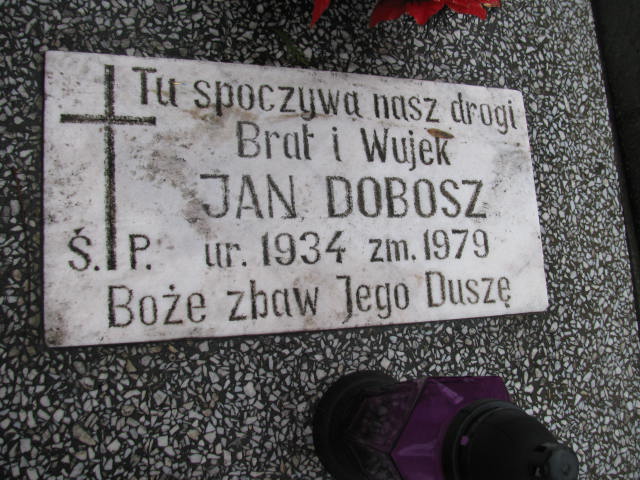 Tu spoczywa nasz drogi
Brat i Wujek
JAN DOBOSZ
Ś. P. ur. 1934 zm. 1979
Boże zbaw Jego Duszę